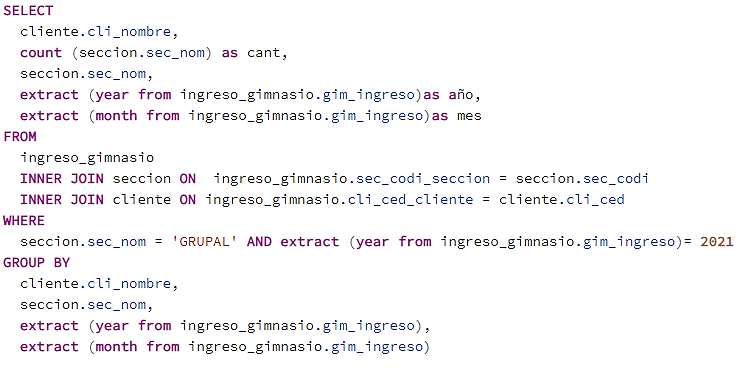 SELECT
cliente.cli_nombre,
count (seccion.sec_nom) as cant,
seccion.sec_nom,
extract (year from ingreso_gimnasio.gim_ingreso)as año,
extract (month from ingreso_gimnasio.gim_ingreso)as mes
FROM
ingreso_gimnasio
INNER JOIN seccion ON  ingreso_gimnasio.sec_codi_seccion = seccion.sec_codi
INNER JOIN cliente ON ingreso_gimnasio.cli_ced_cliente = cliente.cli_ced
WHERE
seccion.sec_nom = 'GRUPAL' AND extract (year from ingreso_gimnasio.gim_ingreso)= 2021
GROUP BY
cliente.cli_nombre,
seccion.sec_nom,
extract (year from ingreso_gimnasio.gim_ingreso),
extract (month from ingreso_gimnasio.gim_ingreso)